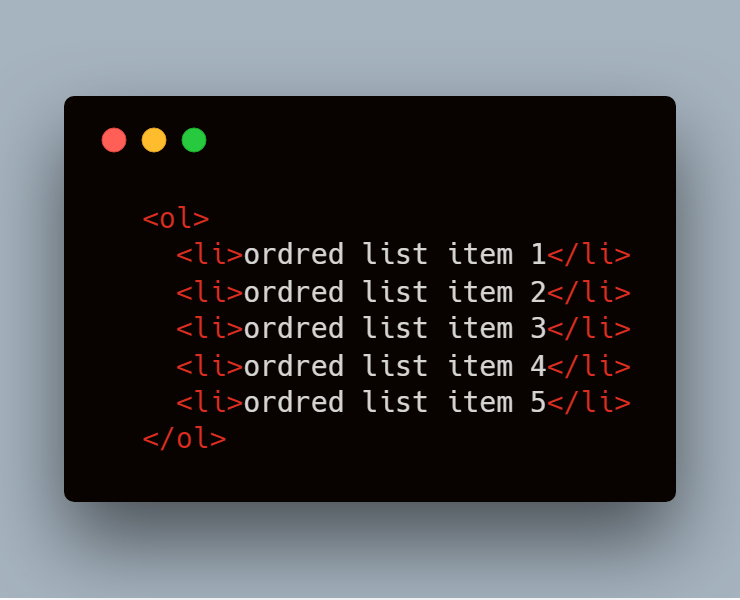 <ol>
<li>ordred list item 1</li>
<li>ordred list item 2</li>
<li>ordred list item 3</li>
<li>ordred list item 4</li>
<li>ordred list item 5</li>
</ol>